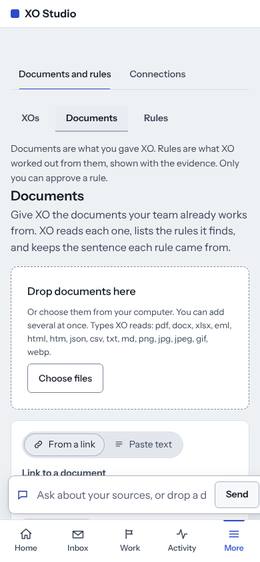 XO Studio
Documents and rules
Connections
XOs
Documents
Rules
Documents are what you gave XO. Rules are what XO
worked out from them, shown with the evidence. Only
you can approve a rule.
Documents
Give XO the documents your team already works
from. XO reads each one, lists the rules it finds,
and keeps the sentence each rule came from.
Drop documents here
Or choose them from your computer. You can add
several at once. Types XO reads: pdf, docx, xlsx, eml,
html, htm, json, csv, txt, md, png, jpg, jpeg, gif,
webp.
Choose files
From a link
Paste text
Link to a document
Ask about your sources, or drop a d
Send
Home
Inbox
Work
Activity
More